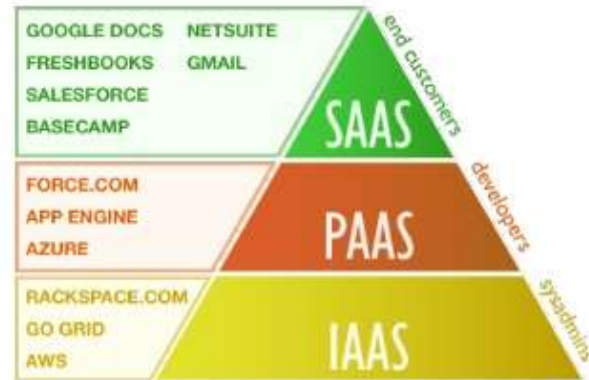 GOOGLE DOCS NETSUITE
FRESHBOOKS GMAIL
SALESFORCE
BASECAMP
SAAS
end customers
FORCE.COM
APP ENGINE
AZURE
PAAS
developers
RACKSPACE.COM
GO GRID
AWS
IAAS
sysadmins